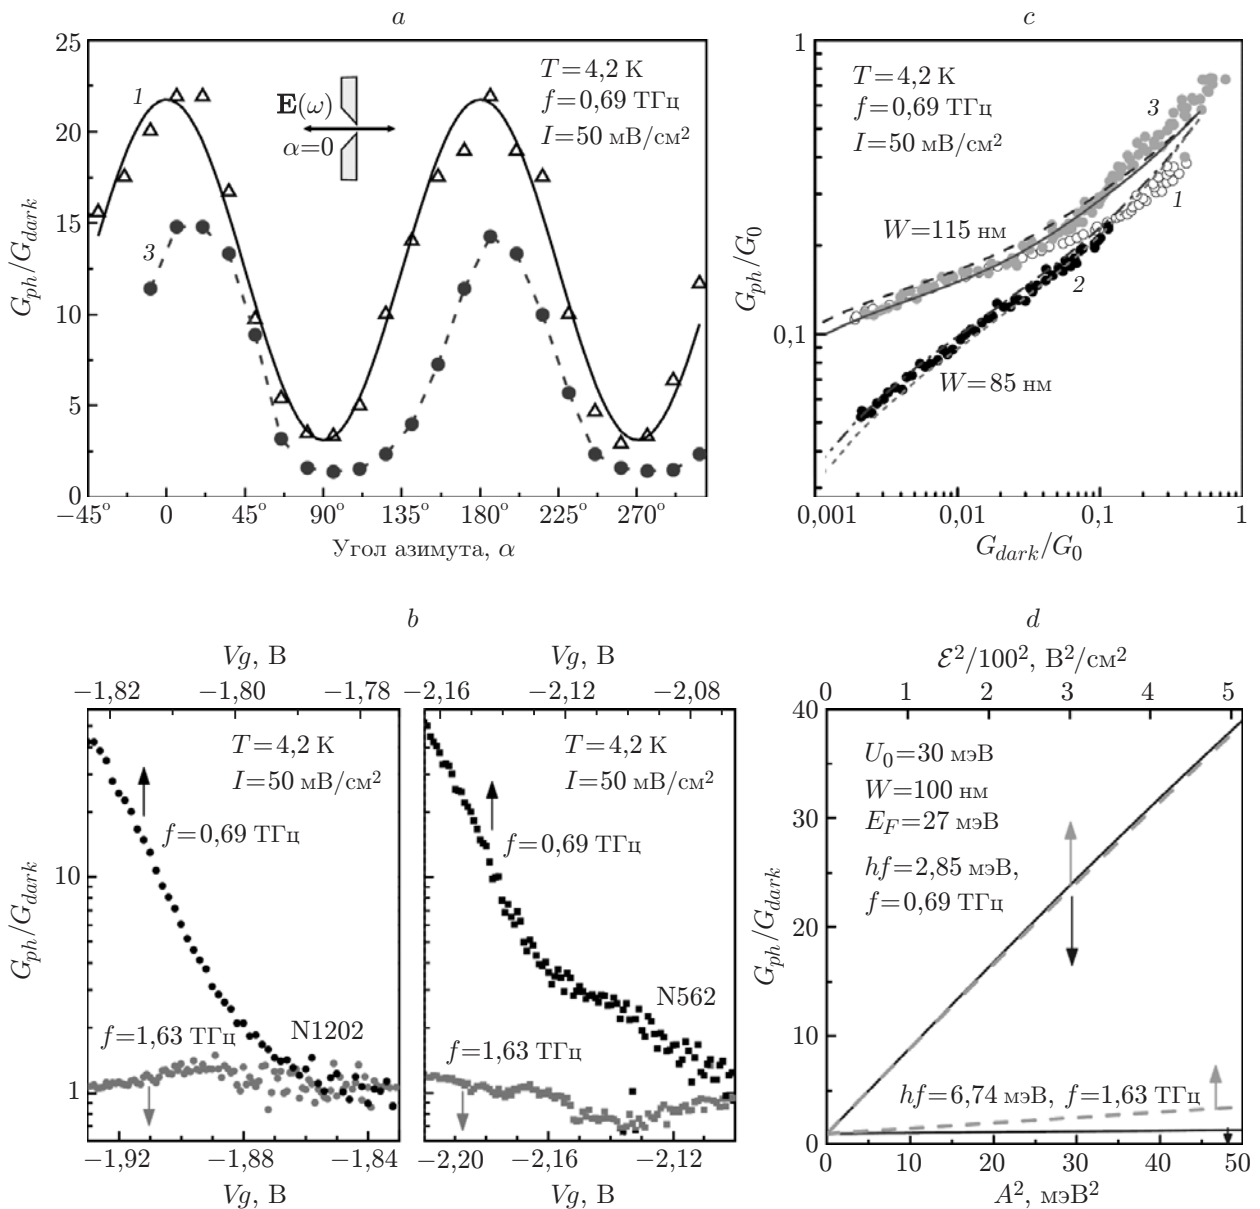 a
25
20
15
10
5
0
G_ph/G_dark
−45° 0 45° 90° 135° 180° 225° 270°
Угол азимута, α
1
3
E(ω)
α=0
T=4,2 К
f=0,69 ТГц
I=50 мВ/см²
c
1
0,1
G_ph/G_0
0,001 0,01 0,1 1
G_dark/G_0
T=4,2 К
f=0,69 ТГц
I=50 мВ/см²
3
1
W=115 нм
2
W=85 нм
b
Vg, В
−1,82 −1,80 −1,78
T=4,2 К
I=50 мВ/см²
f=0,69 ТГц
10
G_ph/G_dark
N1202
f=1,63 ТГц
1
−1,92 −1,88 −1,84
Vg, В
Vg, В
−2,16 −2,12 −2,08
T=4,2 К
I=50 мВ/см²
f=0,69 ТГц
N562
f=1,63 ТГц
−2,20 −2,16 −2,12
Vg, В
d
ℰ²/100², В²/см²
0 1 2 3 4 5
40
30
20
10
0
G_ph/G_dark
U_0=30 мэВ
W=100 нм
E_F=27 мэВ
hf=2,85 мэВ,
f=0,69 ТГц
hf=6,74 мэВ, f=1,63 ТГц
0 10 20 30 40 50
A², мэВ²